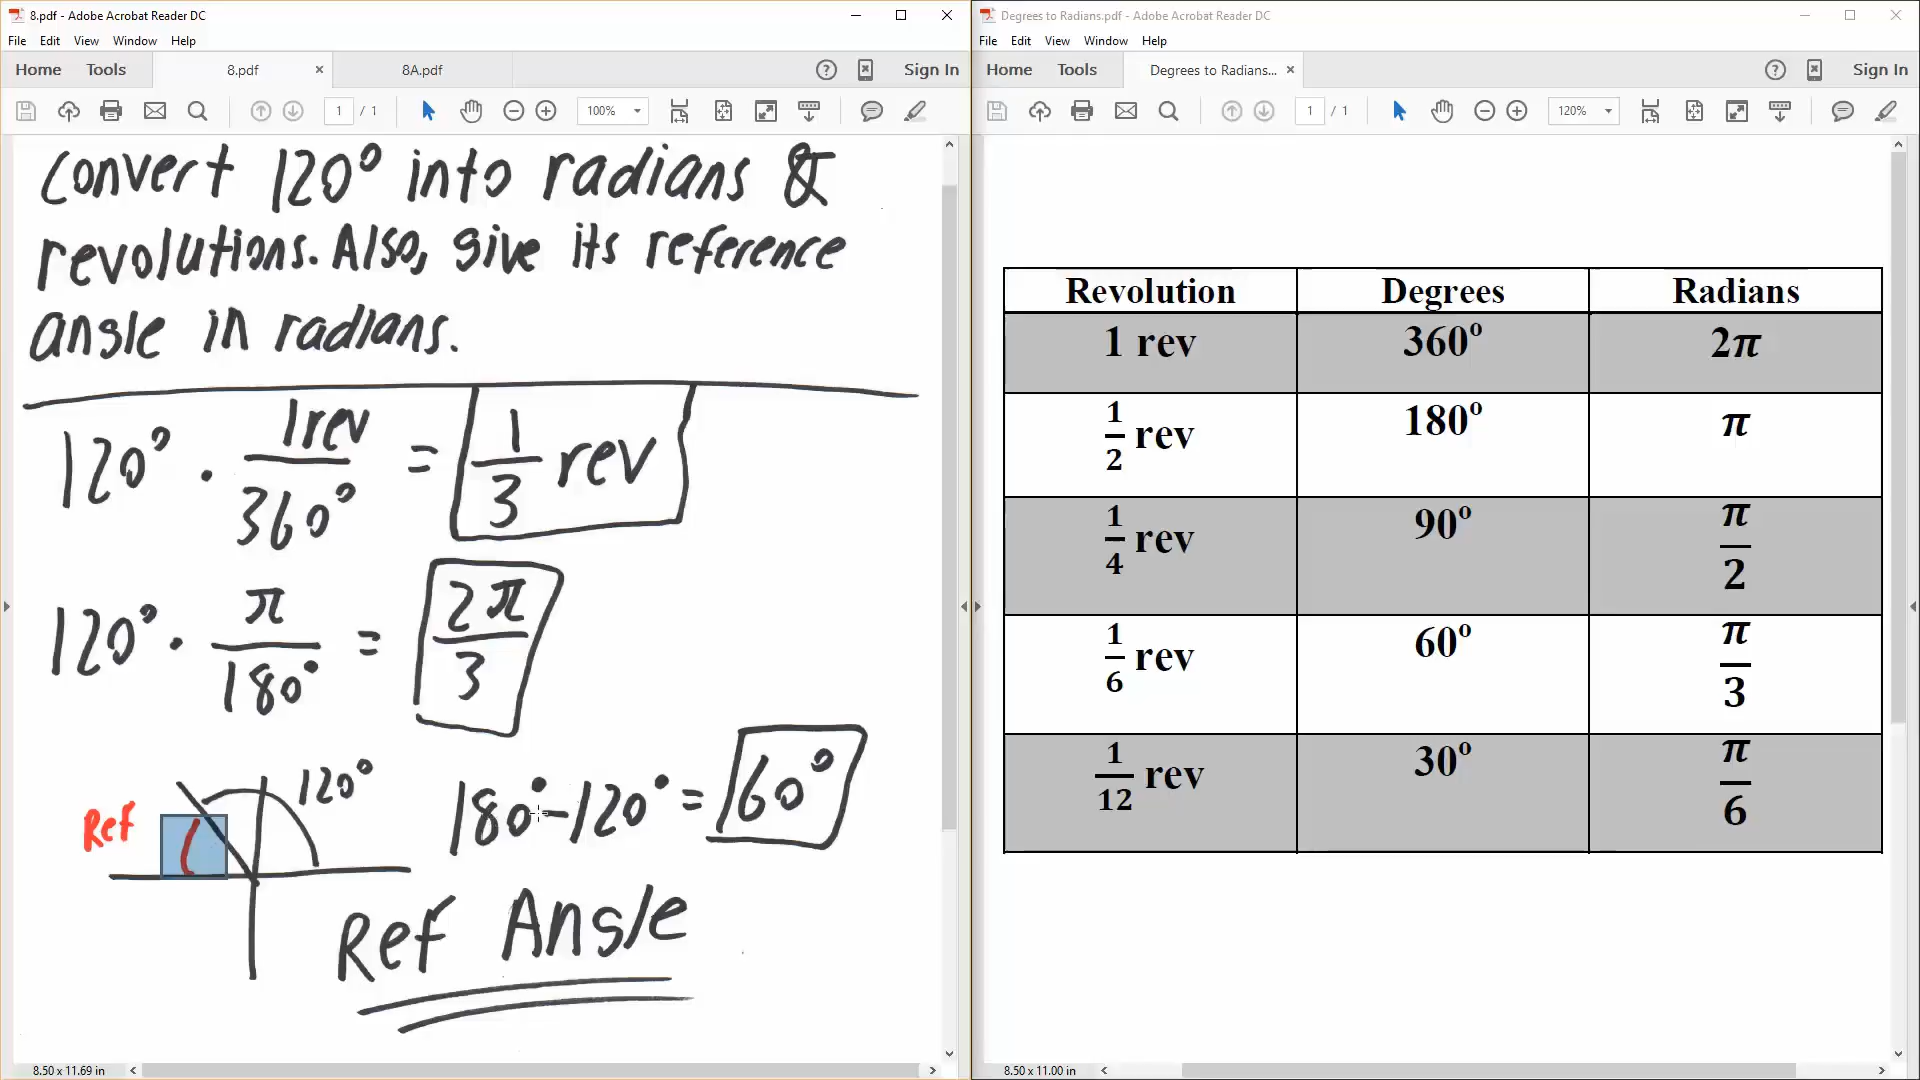 8.pdf - Adobe Acrobat Reader DC
File Edit View Window Help
Home Tools 8.pdf × 8A.pdf Sign In
1 / 1 100%
convert 120° into radians &
revolutions. Also, give its reference
angle in radians.
120° · 1rev/360° = 1/3 rev
120° · π/180° = 2π/3
120°
Ref
180° - 120° = 60°
Ref Angle
8.50 x 11.69 in
Degrees to Radians.pdf - Adobe Acrobat Reader DC
File Edit View Window Help
Home Tools Degrees to Radians... × Sign In
1 / 1 120%
Revolution Degrees Radians
1 rev 360° 2π
1/2 rev 180° π
1/4 rev 90° π/2
1/6 rev 60° π/3
1/12 rev 30° π/6
8.50 x 11.00 in